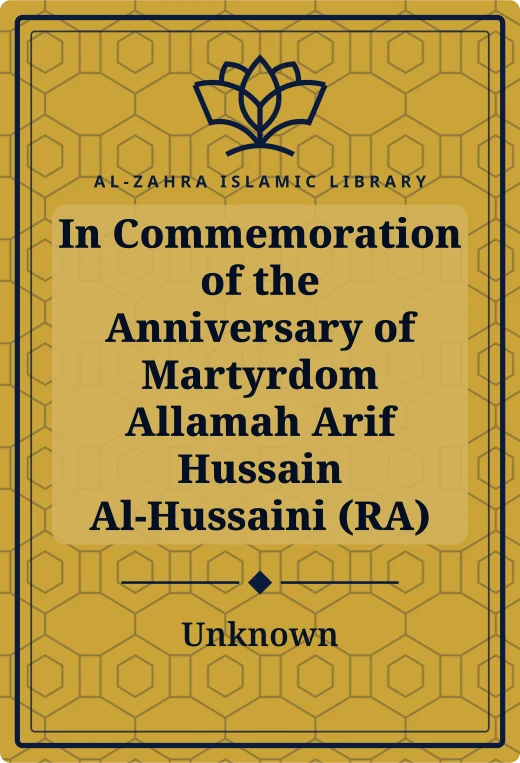 AL-ZAHRA ISLAMIC LIBRARY
In Commemoration
of the
Anniversary of
Martyrdom
Allamah Arif
Hussain
Al-Hussaini (RA)
Unknown